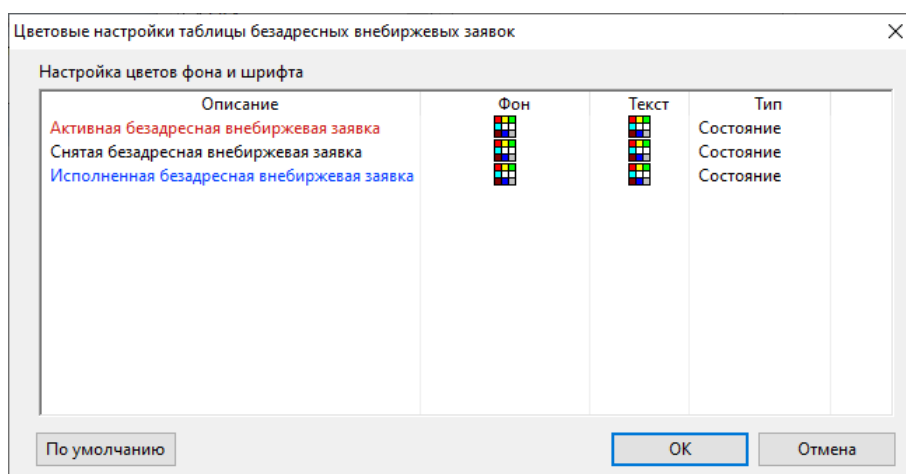 Цветовые настройки таблицы безадресных внебиржевых заявок
Настройка цветов фона и шрифта
Описание Фон Текст Тип
Активная безадресная внебиржевая заявка Состояние
Снятая безадресная внебиржевая заявка Состояние
Исполненная безадресная внебиржевая заявка Состояние
По умолчанию OK Отмена